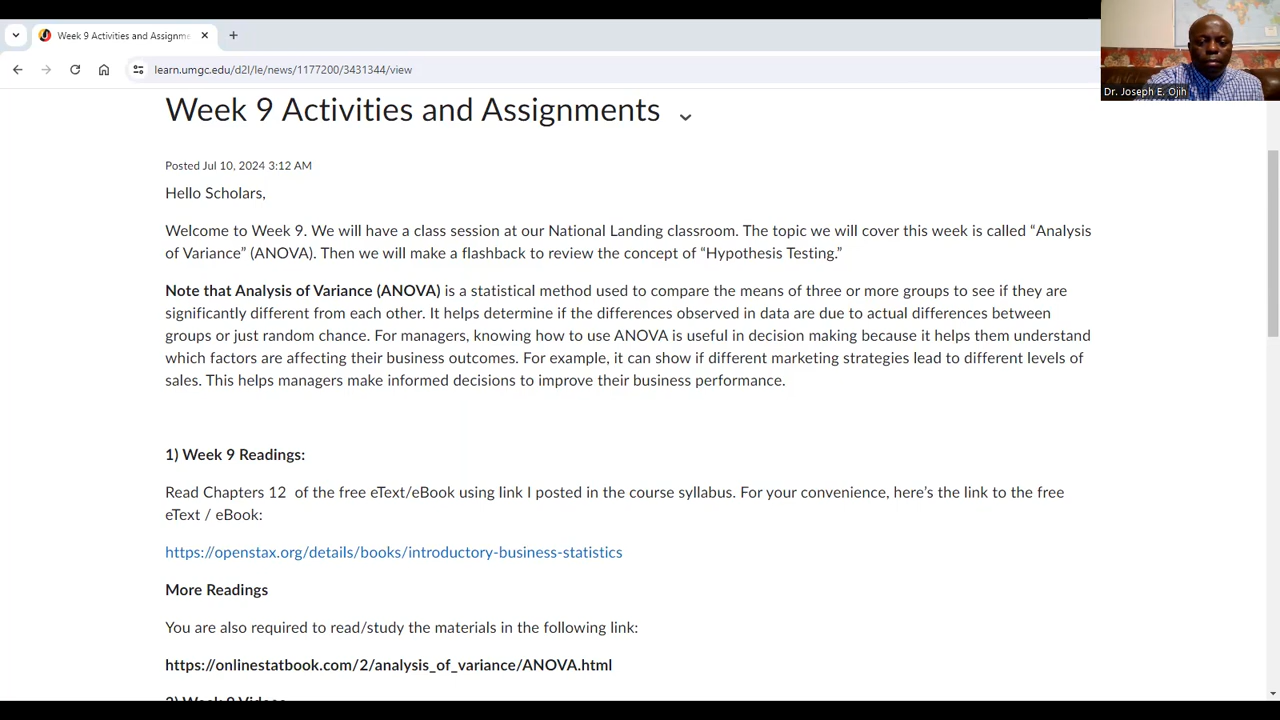 Week 9 Activities and Assignme
learn.umgc.edu/d2l/le/news/1177200/3431344/view
Dr. Joseph E. Ojih
Week 9 Activities and Assignments
Posted Jul 10, 2024 3:12 AM
Hello Scholars,
Welcome to Week 9. We will have a class session at our National Landing classroom. The topic we will cover this week is called “Analysis
of Variance” (ANOVA). Then we will make a flashback to review the concept of “Hypothesis Testing.”
Note that Analysis of Variance (ANOVA) is a statistical method used to compare the means of three or more groups to see if they are
significantly different from each other. It helps determine if the differences observed in data are due to actual differences between
groups or just random chance. For managers, knowing how to use ANOVA is useful in decision making because it helps them understand
which factors are affecting their business outcomes. For example, it can show if different marketing strategies lead to different levels of
sales. This helps managers make informed decisions to improve their business performance.
1) Week 9 Readings:
Read Chapters 12 of the free eText/eBook using link I posted in the course syllabus. For your convenience, here’s the link to the free
eText / eBook:
https://openstax.org/details/books/introductory-business-statistics
More Readings
You are also required to read/study the materials in the following link:
https://onlinestatbook.com/2/analysis_of_variance/ANOVA.html
2) Week 9 Videos